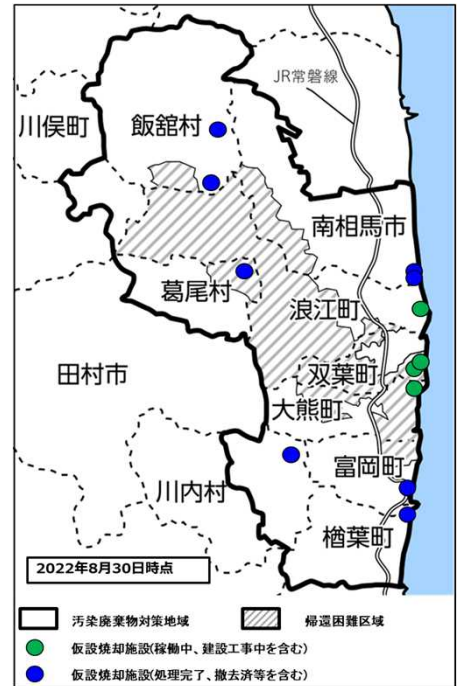 JR常磐線
川俣町
飯舘村
南相馬市
葛尾村
浪江町
田村市
双葉町
大熊町
川内村
富岡町
楢葉町
2022年8月30日時点
汚染廃棄物対策地域
帰還困難区域
仮設焼却施設(稼働中、建設工事中を含む)
仮設焼却施設(処理完了、撤去済等を含む)